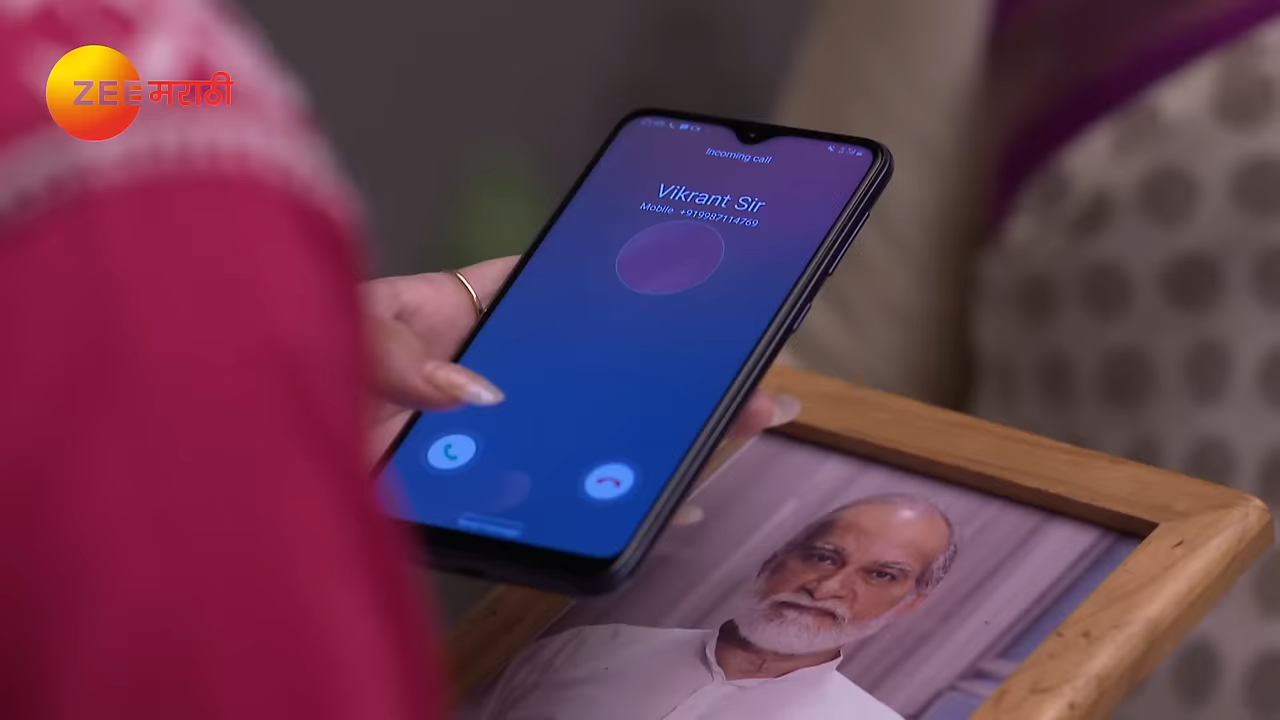 ZEE मराठी
Incoming call
Vikrant Sir
Mobile +919987114769